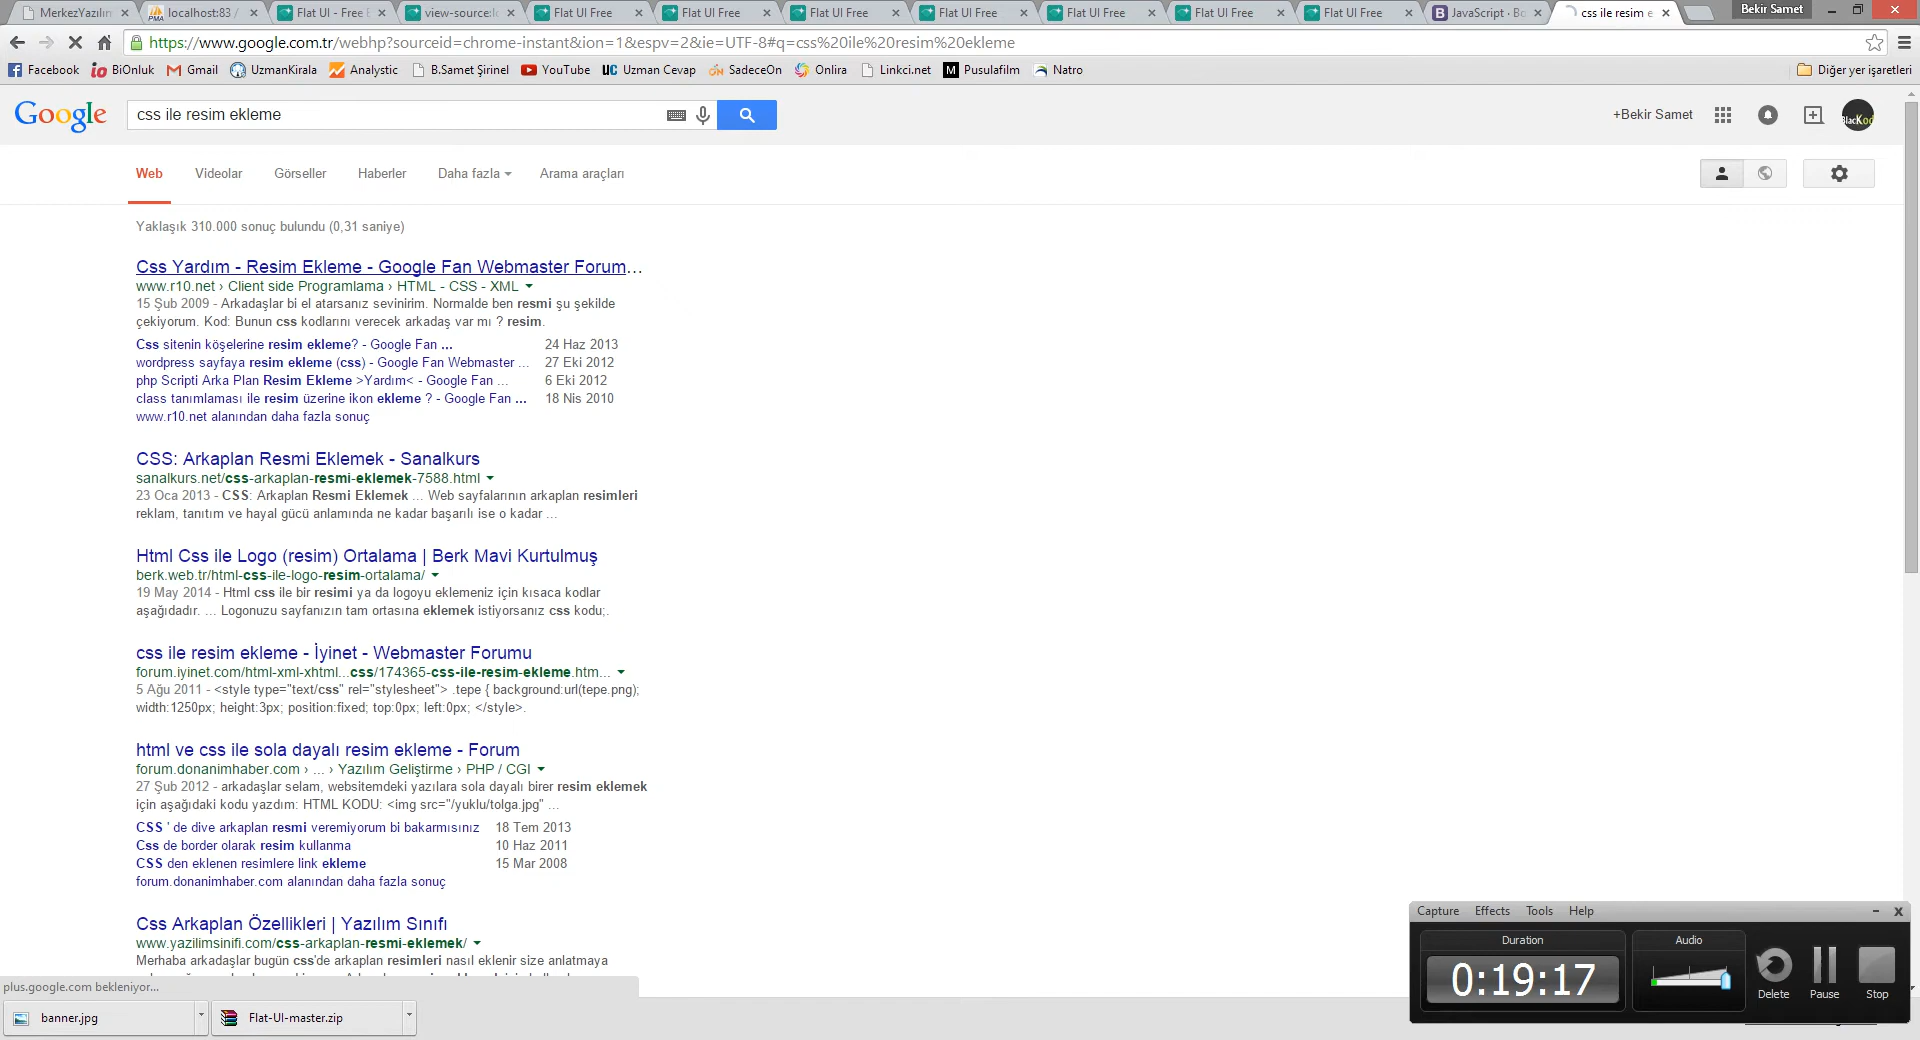 MerkezYazılım
localhost:83 /
Flat UI - Free
view-source:lo
Flat UI Free
Flat UI Free
Flat UI Free
Flat UI Free
Flat UI Free
Flat UI Free
Flat UI Free
JavaScript · Bo
css ile resim e
Bekir Samet
https://www.google.com.tr/webhp?sourceid=chrome-instant&ion=1&espv=2&ie=UTF-8#q=css%20ile%20resim%20ekleme
Facebook
BiOnluk
Gmail
UzmanKirala
Analystic
B.Samet Şirinel
YouTube
Uzman Cevap
SadeceOn
Onlira
Linkci.net
Pusulafilm
Natro
Diğer yer işaretleri
Google
css ile resim ekleme
+Bekir Samet
BlacKod
Web
Videolar
Görseller
Haberler
Daha fazla
Arama araçları
Yaklaşık 310.000 sonuç bulundu (0,31 saniye)
Css Yardım - Resim Ekleme - Google Fan Webmaster Forum...
www.r10.net › Client side Programlama › HTML - CSS - XML
15 Şub 2009 - Arkadaşlar bi el atarsanız sevinirim. Normalde ben resmi şu şekilde
çekiyorum. Kod: Bunun css kodlarını verecek arkadaş var mı ? resim.
Css sitenin köşelerine resim ekleme? - Google Fan ... 24 Haz 2013
wordpress sayfaya resim ekleme (css) - Google Fan Webmaster ... 27 Eki 2012
php Scripti Arka Plan Resim Ekleme >Yardım< - Google Fan ... 6 Eki 2012
class tanımlaması ile resim üzerine ikon ekleme ? - Google Fan ... 18 Nis 2010
www.r10.net alanından daha fazla sonuç
CSS: Arkaplan Resmi Eklemek - Sanalkurs
sanalkurs.net/css-arkaplan-resmi-eklemek-7588.html
23 Oca 2013 - CSS: Arkaplan Resmi Eklemek ... Web sayfalarının arkaplan resimleri
reklam, tanıtım ve hayal gücü anlamında ne kadar başarılı ise o kadar ...
Html Css ile Logo (resim) Ortalama | Berk Mavi Kurtulmuş
berk.web.tr/html-css-ile-logo-resim-ortalama/
19 May 2014 - Html css ile bir resimi ya da logoyu eklemeniz için kısaca kodlar
aşağıdadır. ... Logonuzu sayfanızın tam ortasına eklemek istiyorsanız css kodu;.
css ile resim ekleme - İyinet - Webmaster Forumu
forum.iyinet.com/html-xml-xhtml...css/174365-css-ile-resim-ekleme.htm...
5 Ağu 2011 - <style type="text/css" rel="stylesheet"> .tepe { background:url(tepe.png);
width:1250px; height:3px; position:fixed; top:0px; left:0px; </style>.
html ve css ile sola dayalı resim ekleme - Forum
forum.donanimhaber.com › ... › Yazılım Geliştirme › PHP / CGI
27 Şub 2012 - arkadaşlar selam, websitemdeki yazılara sola dayalı birer resim eklemek
için aşağıdaki kodu yazdım: HTML KODU: <img src="/yuklu/tolga.jpg" ...
CSS ' de dive arkaplan resmi veremiyorum bi bakarmısınız 18 Tem 2013
Css de border olarak resim kullanma 10 Haz 2011
CSS den eklenen resimlere link ekleme 15 Mar 2008
forum.donanimhaber.com alanından daha fazla sonuç
Css Arkaplan Özellikleri | Yazılım Sınıfı
www.yazilimsinifi.com/css-arkaplan-resmi-eklemek/
Merhaba arkadaşlar bugün css'de arkaplan resimleri nasıl eklenir size anlatmaya
plus.google.com bekleniyor...
banner.jpg
Flat-UI-master.zip
Capture
Effects
Tools
Help
Duration
0:19:17
Audio
Delete
Pause
Stop